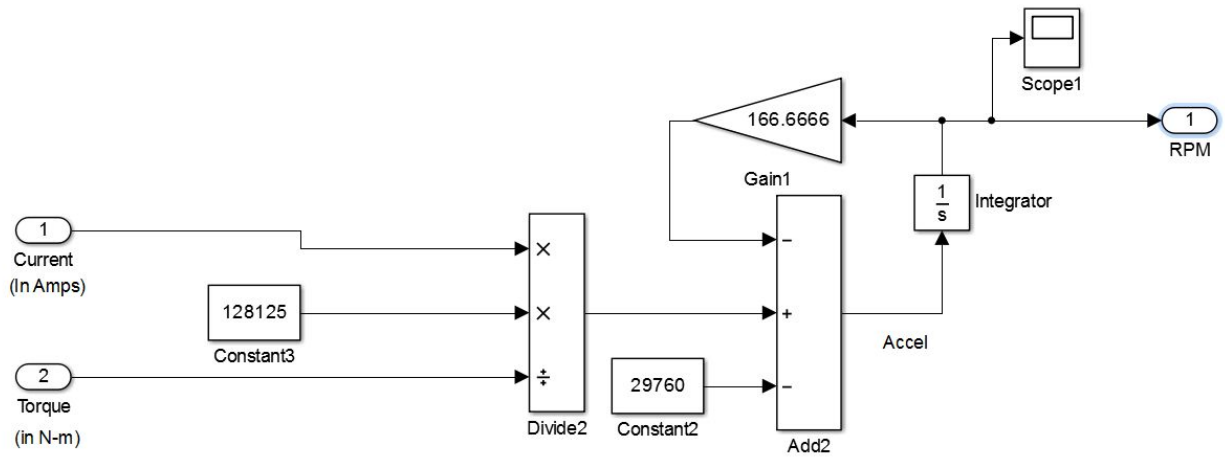 Scope1
166.6666
1
RPM
Gain1
1
s
Integrator
1
Current
(In Amps)
×
−
128125
Constant3
×
+
Accel
2
Torque
(in N-m)
÷
Divide2
29760
Constant2
−
Add2